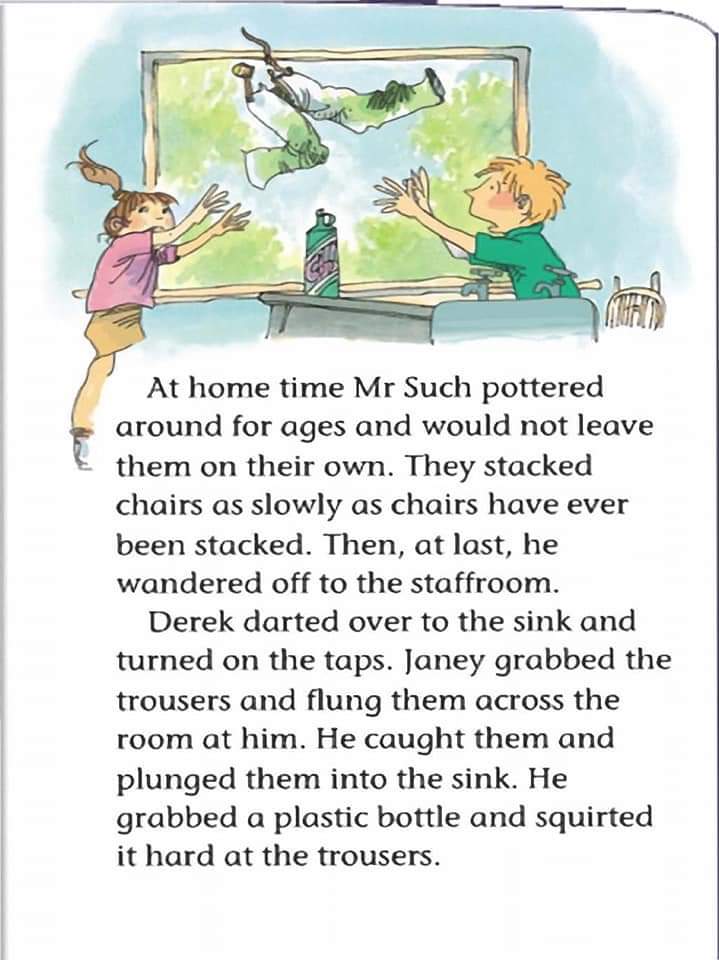 At home time Mr Such pottered
around for ages and would not leave
them on their own. They stacked
chairs as slowly as chairs have ever
been stacked. Then, at last, he
wandered off to the staffroom.
Derek darted over to the sink and
turned on the taps. Janey grabbed the
trousers and flung them across the
room at him. He caught them and
plunged them into the sink. He
grabbed a plastic bottle and squirted
it hard at the trousers.